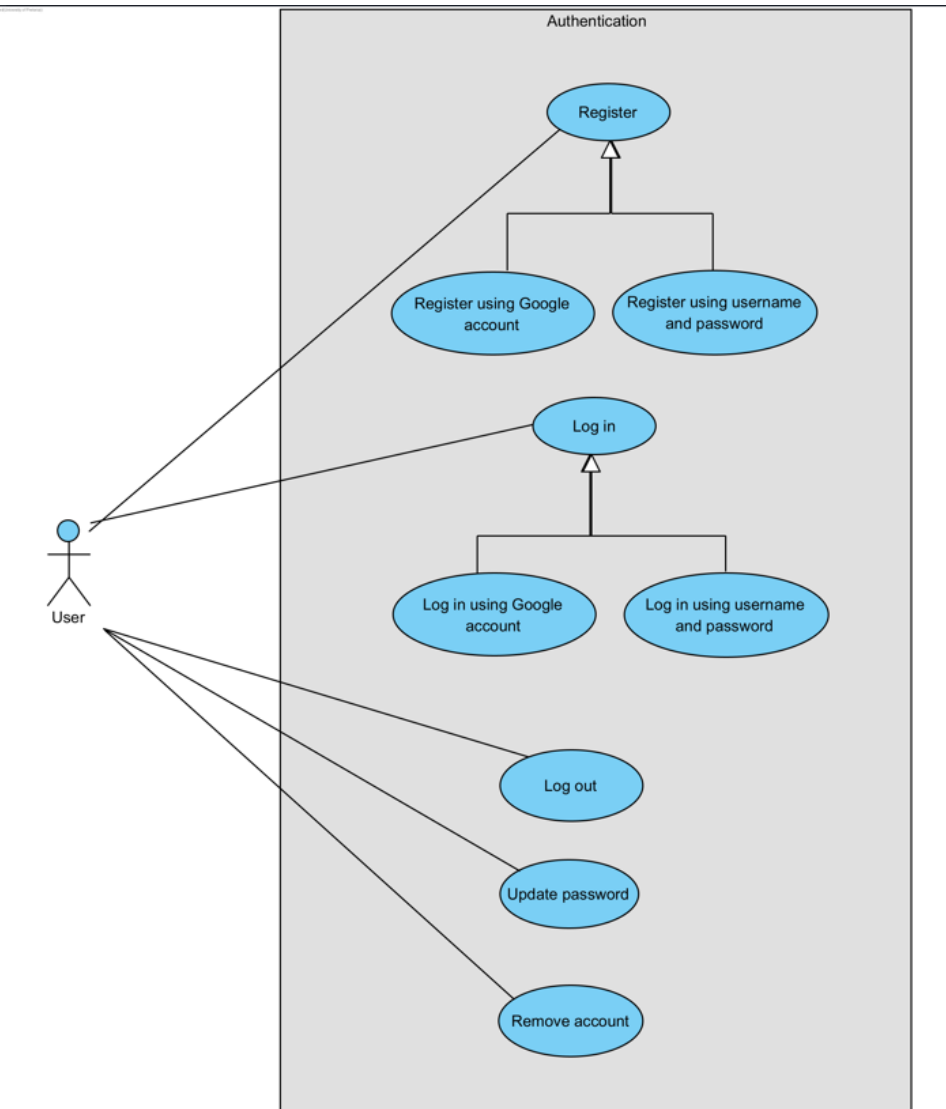 Authentication
Register
Register using Google
account
Register using username
and password
Log in
Log in using Google
account
Log in using username
and password
User
Log out
Update password
Remove account